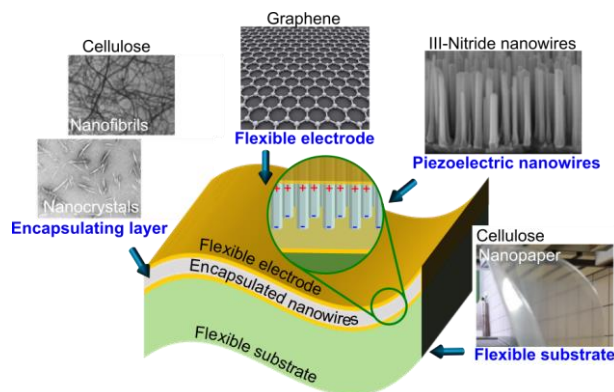 Graphene
Cellulose
III-Nitride nanowires
Nanofibrils
Nanocrystals
Encapsulating layer
Flexible electrode
Piezoelectric nanowires
+ + + + + + +
- - - - - - -
Flexible electrode
Encapsulated nanowires
Flexible substrate
Cellulose
Nanopaper
Flexible substrate